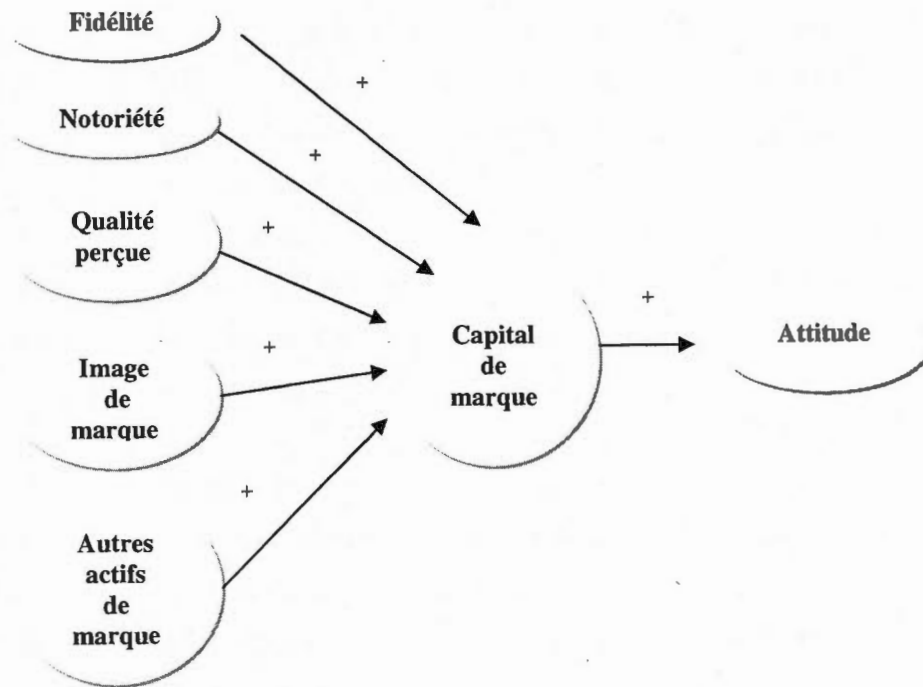 Fidélité
+
Notoriété
+
Qualité
perçue
+
Image
de
marque
+
Autres
actifs
de
marque
+
Capital
de
marque
+
Attitude